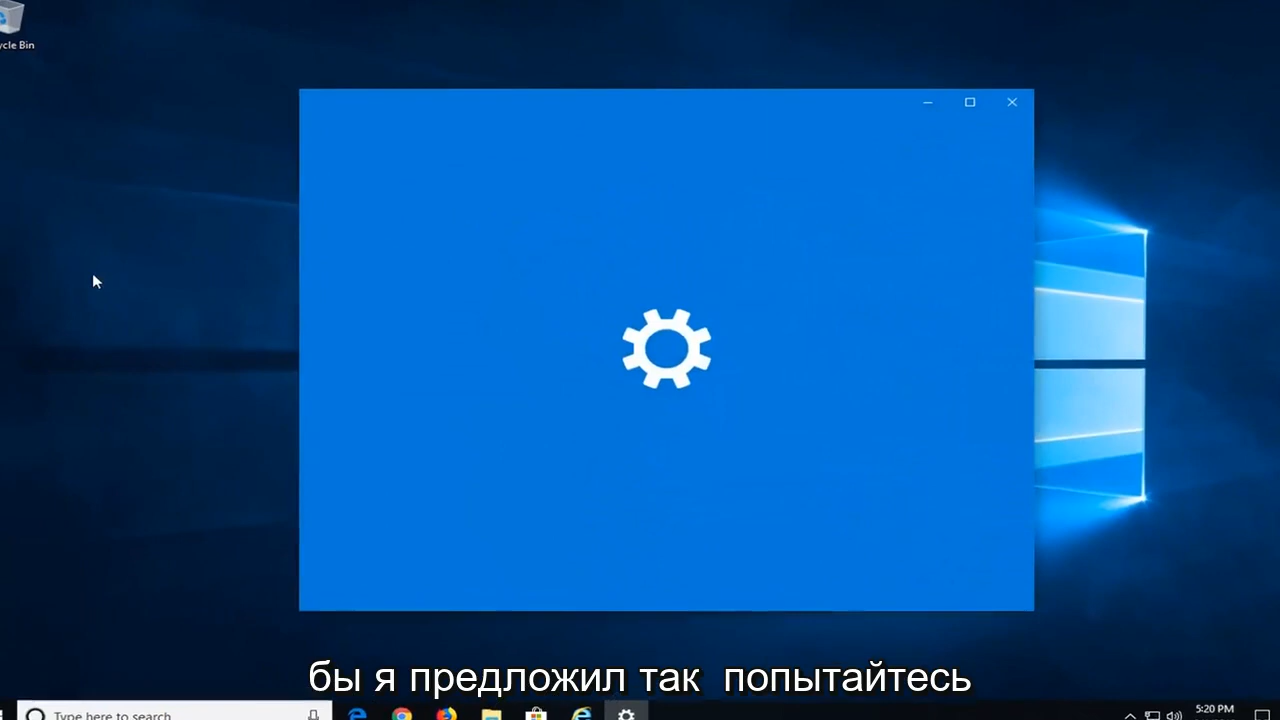 ycle Bin
бы я предложил так попытайтесь
Type here to search
5:20 PM